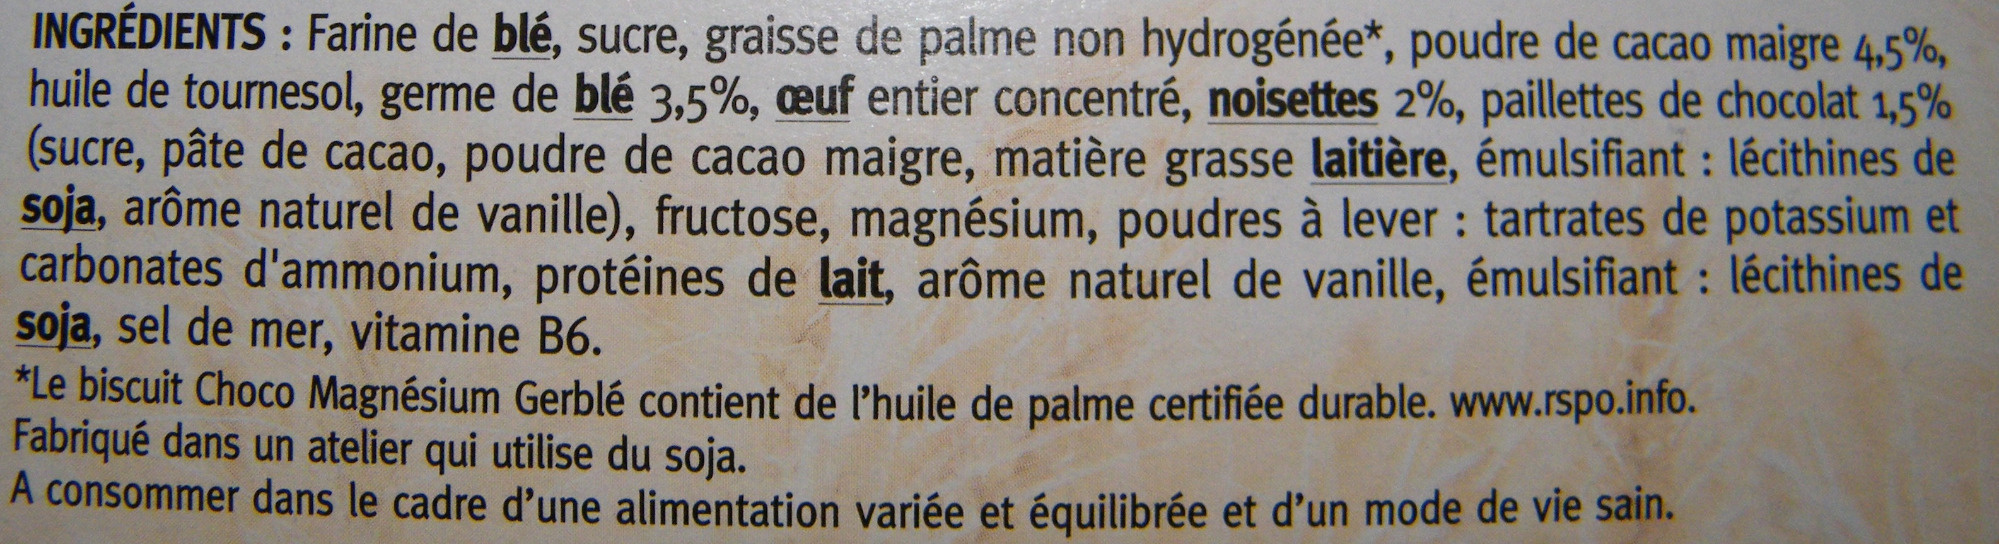 INGRÉDIENTS : Farine de blé, sucre, graisse de palme non hydrogénée*, poudre de cacao maigre 4,5%,
huile de tournesol, germe de blé 3,5%, œuf entier concentré, noisettes 2%, paillettes de chocolat 1,5%
(sucre, pâte de cacao, poudre de cacao maigre, matière grasse laitière, émulsifiant : lécithines de
soja, arôme naturel de vanille), fructose, magnésium, poudres à lever : tartrates de potassium et
carbonates d'ammonium, protéines de lait, arôme naturel de vanille, émulsifiant : lécithines de
soja, sel de mer, vitamine B6.
*Le biscuit Choco Magnésium Gerblé contient de l'huile de palme certifiée durable. www.rspo.info.
Fabriqué dans un atelier qui utilise du soja.
A consommer dans le cadre d'une alimentation variée et équilibrée et d'un mode de vie sain.